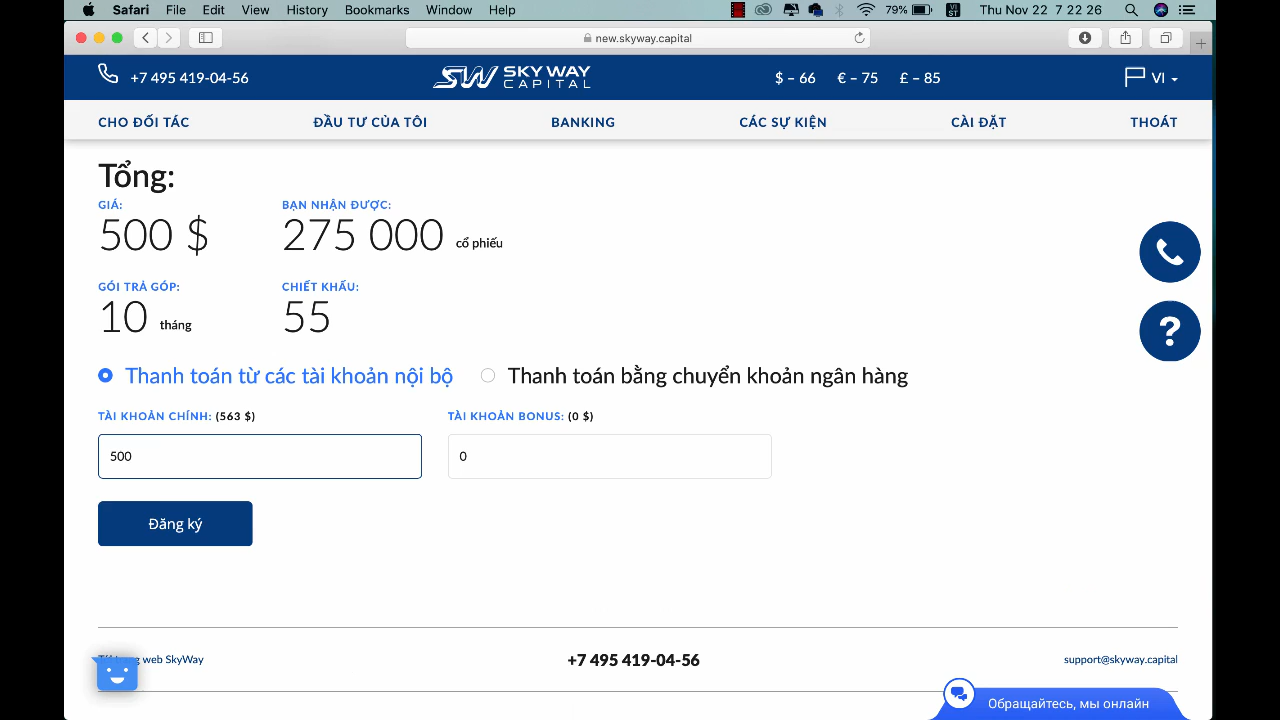 Safari File Edit View History Bookmarks Window Help 79% VI ST Thu Nov 22 7 22 26
new.skyway.capital
+7 495 419-04-56 SW SKY WAY CAPITAL $ – 66 € – 75 £ – 85 VI
CHO ĐỐI TÁC ĐẦU TƯ CỦA TÔI BANKING CÁC SỰ KIỆN CÀI ĐẶT THOÁT
Tổng:
GIÁ: BẠN NHẬN ĐƯỢC:
500 $ 275 000 cổ phiếu
GÓI TRẢ GÓP: CHIẾT KHẤU:
10 tháng 55
Thanh toán từ các tài khoản nội bộ Thanh toán bằng chuyển khoản ngân hàng
TÀI KHOẢN CHÍNH: (563 $) TÀI KHOẢN BONUS: (0 $)
500 0
Đăng ký
web SkyWay +7 495 419-04-56 support@skyway.capital
Обращайтесь, мы онлайн